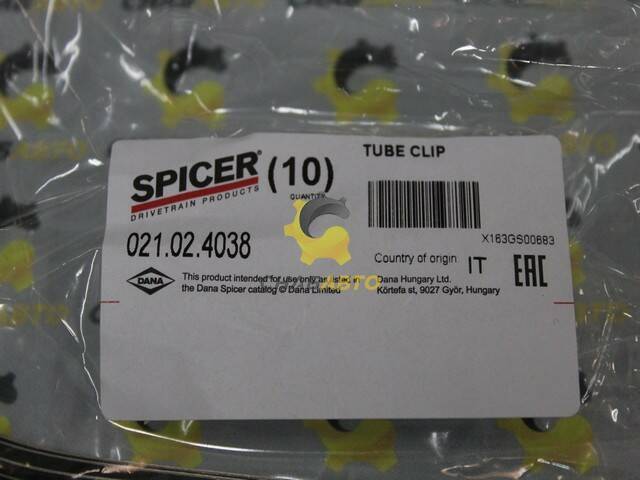 SPICER
DRIVETRAIN PRODUCTS
(10)
QUANTITY
TUBE CLIP
X163GS00683
021.02.4038
Country of origin IT
EAC
DANA
This product intended for use only as listed in
the Dana Spicer catalog © Dana Limited
Dana Hungary Ltd.
Körtefa st, 9027 Györ, Hungary